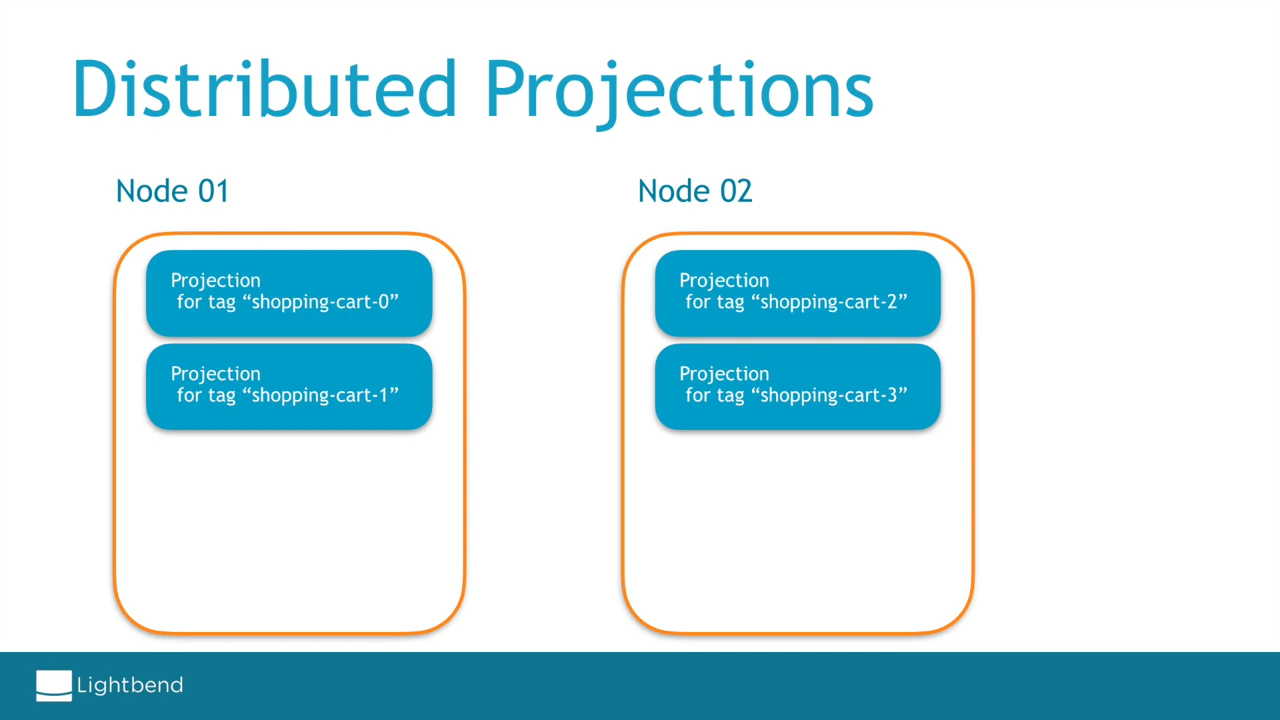 Distributed Projections
Node 01
Projection
for tag “shopping-cart-0”
Projection
for tag “shopping-cart-1”
Node 02
Projection
for tag “shopping-cart-2”
Projection
for tag “shopping-cart-3”
Lightbend